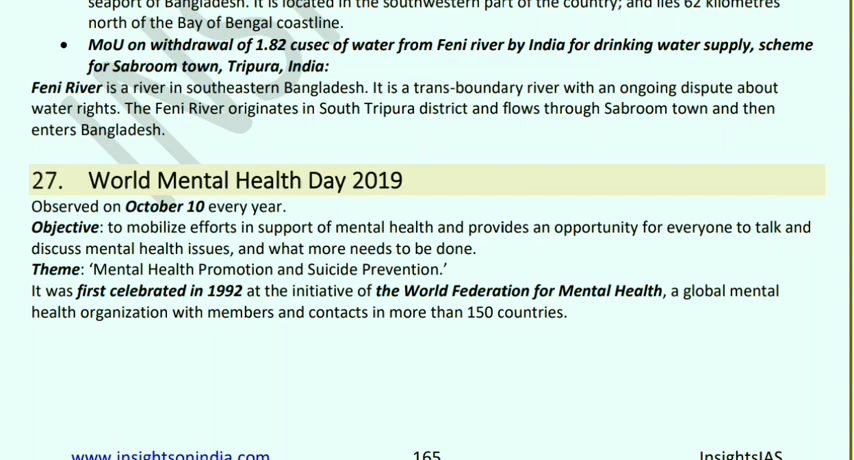 seaport of Bangladesh. It is located in the southwestern part of the country; and lies 62 kilometres
north of the Bay of Bengal coastline.
• MoU on withdrawal of 1.82 cusec of water from Feni river by India for drinking water supply, scheme
for Sabroom town, Tripura, India:
Feni River is a river in southeastern Bangladesh. It is a trans-boundary river with an ongoing dispute about
water rights. The Feni River originates in South Tripura district and flows through Sabroom town and then
enters Bangladesh.
27. World Mental Health Day 2019
Observed on October 10 every year.
Objective: to mobilize efforts in support of mental health and provides an opportunity for everyone to talk and
discuss mental health issues, and what more needs to be done.
Theme: ‘Mental Health Promotion and Suicide Prevention.’
It was first celebrated in 1992 at the initiative of the World Federation for Mental Health, a global mental
health organization with members and contacts in more than 150 countries.
www.insightsonindia.com 165 InsightsIAS